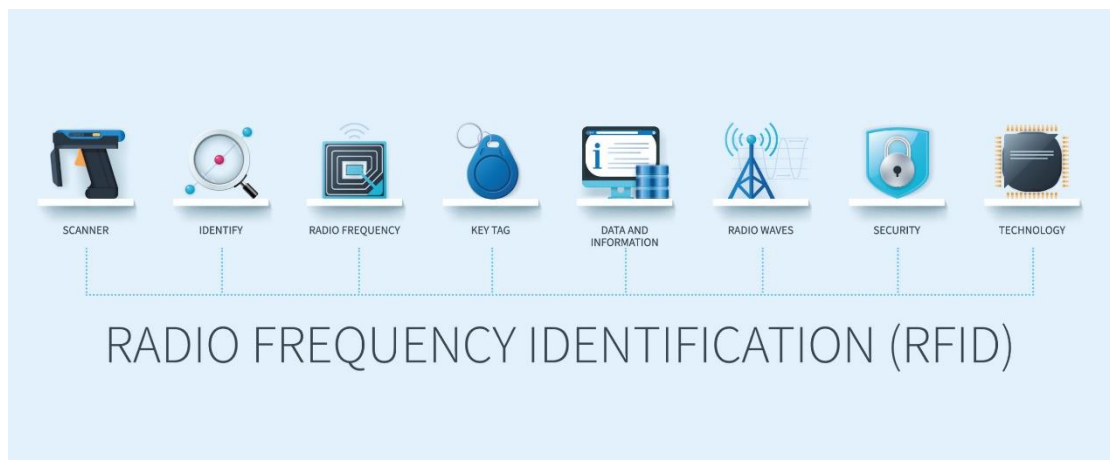 SCANNER
IDENTIFY
RADIO FREQUENCY
KEY TAG
DATA AND
INFORMATION
RADIO WAVES
SECURITY
TECHNOLOGY
RADIO FREQUENCY IDENTIFICATION (RFID)